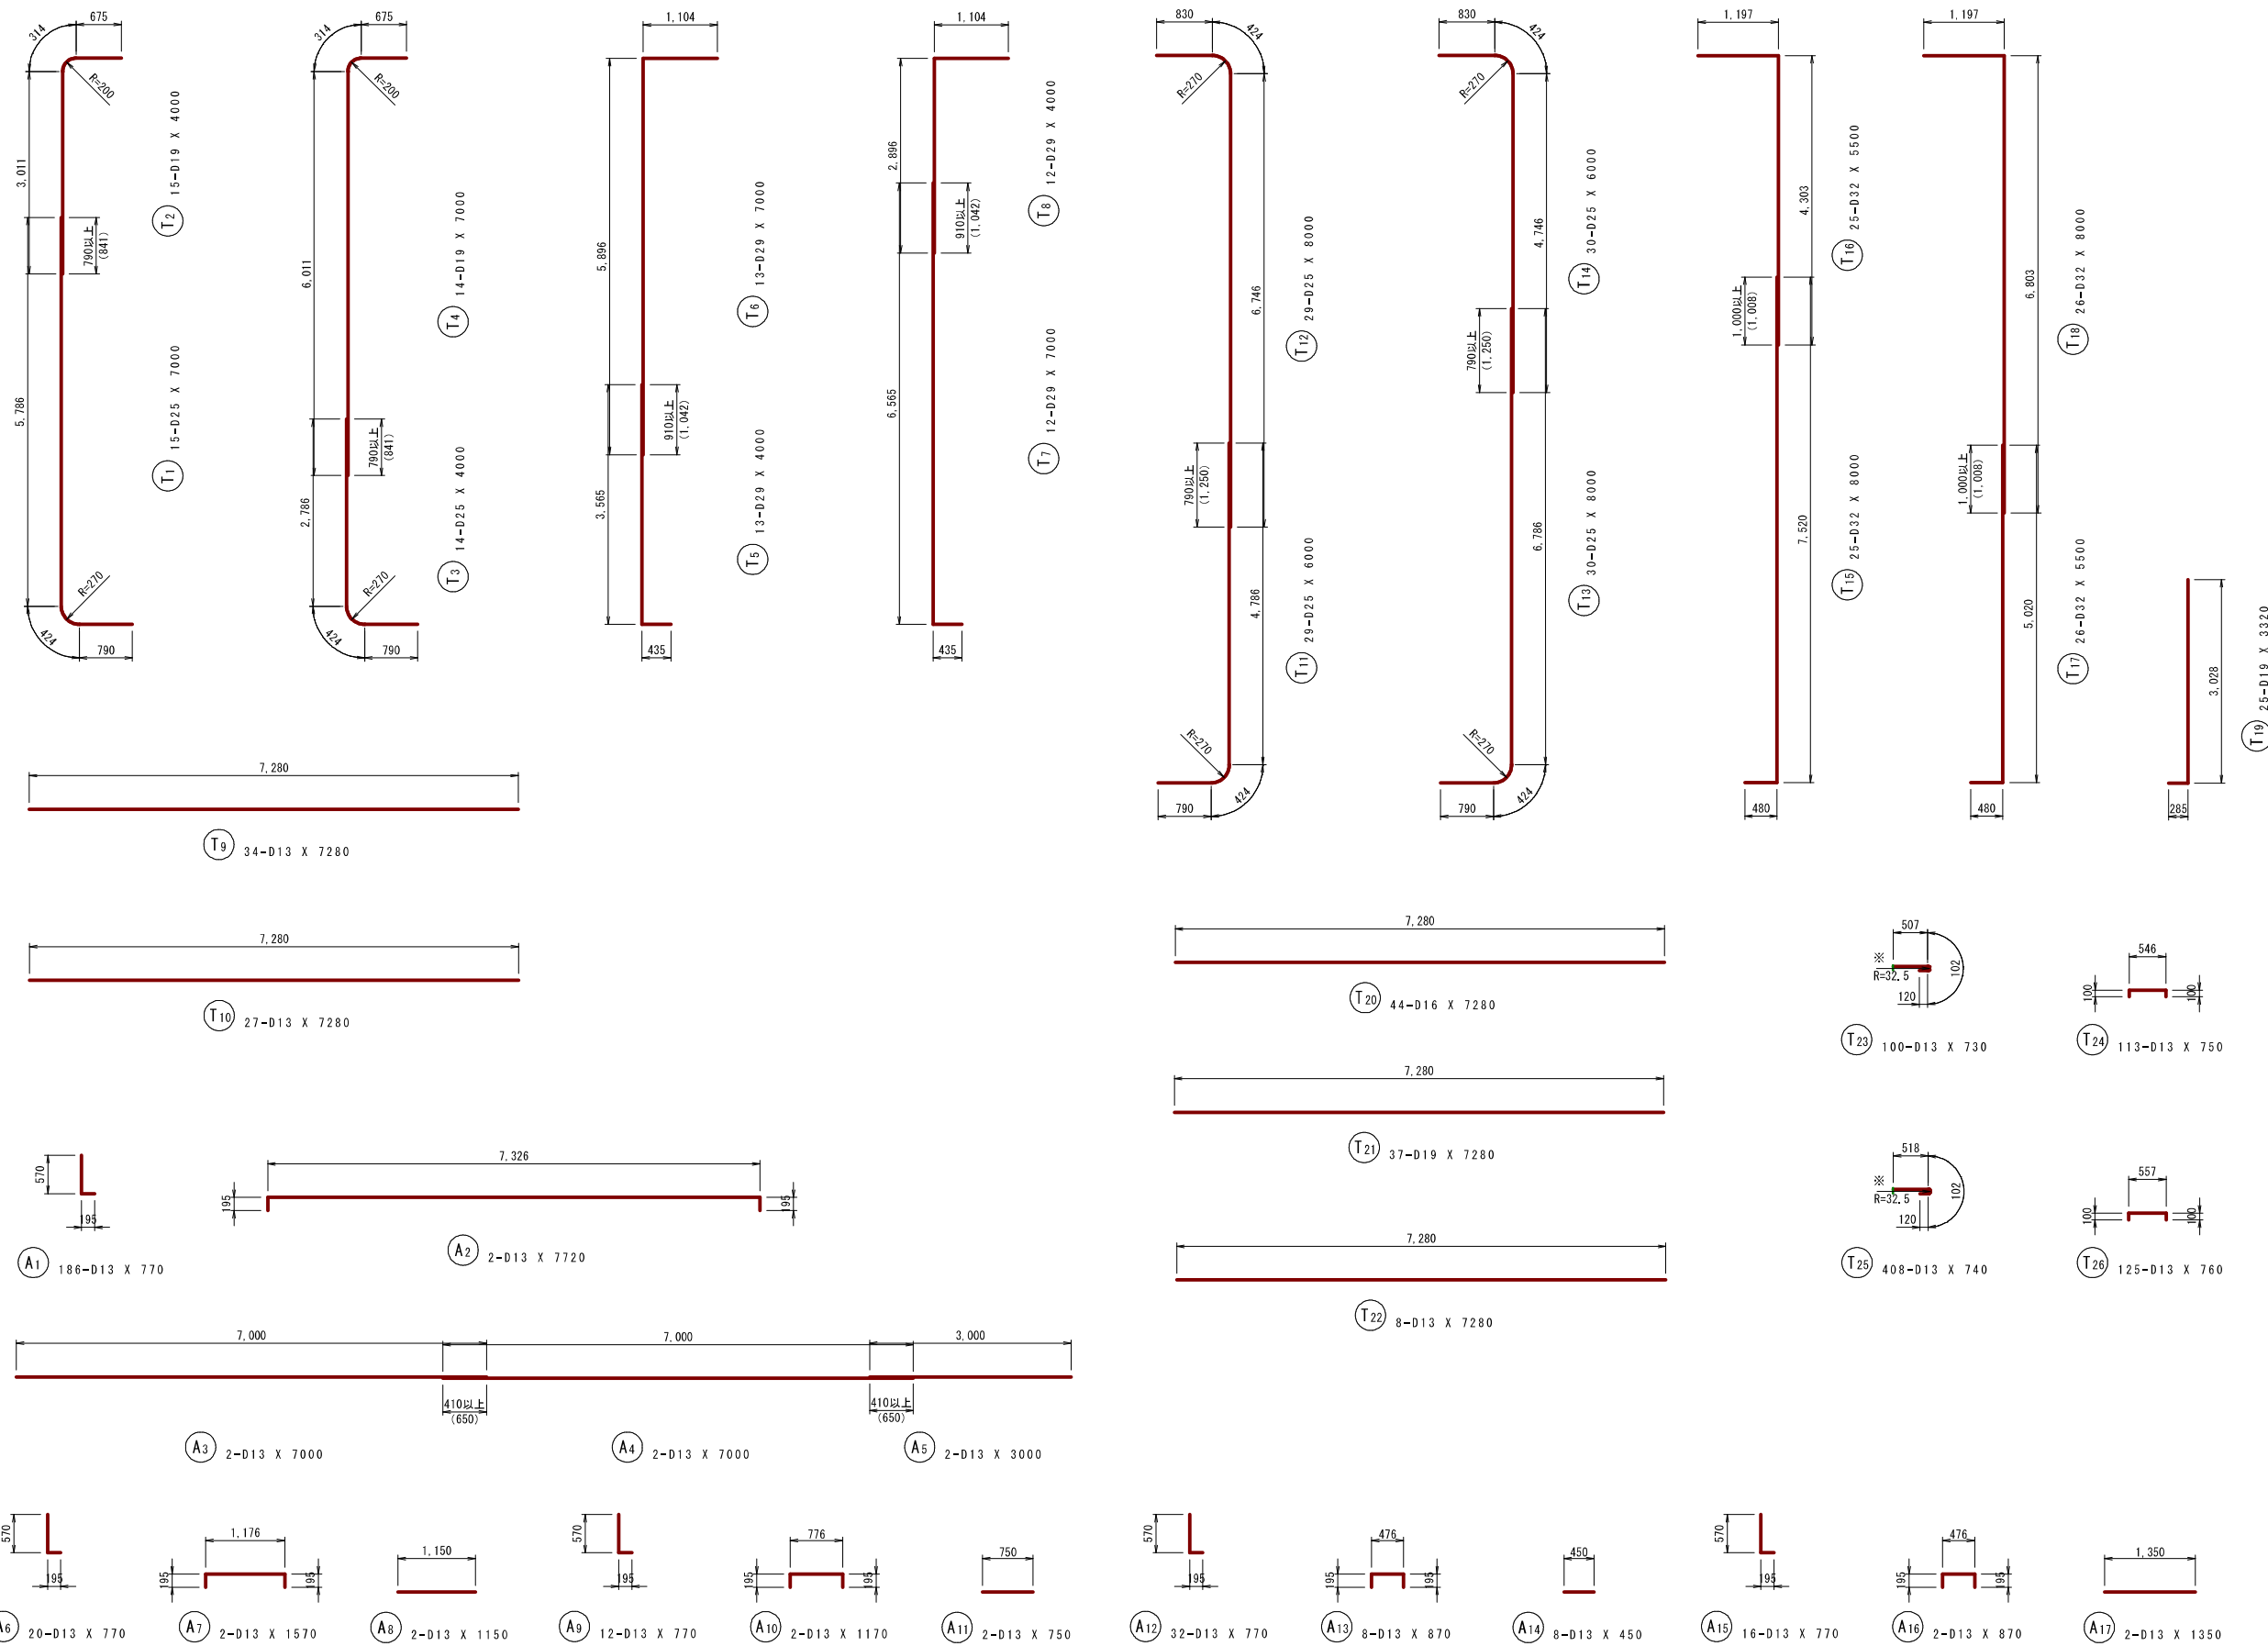 314
675
R=200
3,011
T2 15-D19 X 4000
790以上
(841)
5,786
T1 15-D25 X 7000
R=270
424
790
314
675
R=200
6,011
T4 14-D19 X 7000
790以上
(841)
2,786
T3 14-D25 X 4000
R=270
424
790
1,104
5,896
T6 13-D29 X 7000
910以上
(1,042)
3,565
T5 13-D29 X 4000
435
1,104
2,896
T8 12-D29 X 4000
910以上
(1,042)
6,565
T7 12-D29 X 7000
435
830
424
R=270
6,746
T12 29-D25 X 8000
790以上
(1,250)
4,786
T11 29-D25 X 6000
R=270
424
790
830
424
R=270
4,746
T14 30-D25 X 6000
790以上
(1,250)
6,786
T13 30-D25 X 8000
R=270
424
790
1,197
4,303
T16 25-D32 X 5500
1,000以上
(1,008)
7,520
T15 25-D32 X 8000
480
1,197
6,803
T18 26-D32 X 8000
1,000以上
(1,008)
5,020
T17 26-D32 X 5500
480
3,028
T19 25-D19 X 3320
285
7,280
T9 34-D13 X 7280
7,280
T10 27-D13 X 7280
7,280
T20 44-D16 X 7280
507
※
R=32.5
102
120
T23 100-D13 X 730
546
100
100
T24 113-D13 X 750
7,280
T21 37-D19 X 7280
518
※
R=32.5
102
120
T25 408-D13 X 740
557
100
100
T26 125-D13 X 760
7,280
T22 8-D13 X 7280
570
195
A1 186-D13 X 770
7,326
195
195
A2 2-D13 X 7720
7,000
7,000
3,000
410以上
(650)
410以上
(650)
A3 2-D13 X 7000
A4 2-D13 X 7000
A5 2-D13 X 3000
570
195
A6 20-D13 X 770
1,176
195
195
A7 2-D13 X 1570
1,150
A8 2-D13 X 1150
570
195
A9 12-D13 X 770
776
195
195
A10 2-D13 X 1170
750
A11 2-D13 X 750
570
195
A12 32-D13 X 770
476
195
195
A13 8-D13 X 870
450
A14 8-D13 X 450
570
195
A15 16-D13 X 770
476
195
195
A16 2-D13 X 870
1,350
A17 2-D13 X 1350